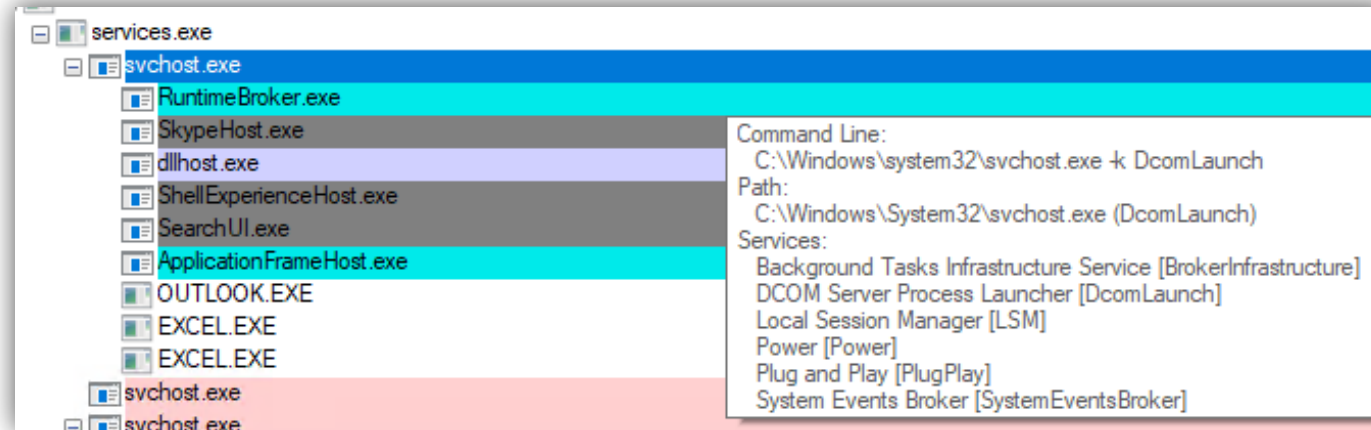 services.exe
svchost.exe
RuntimeBroker.exe
SkypeHost.exe
dllhost.exe
ShellExperienceHost.exe
SearchUI.exe
ApplicationFrameHost.exe
OUTLOOK.EXE
EXCEL.EXE
EXCEL.EXE
svchost.exe
svchost.exe
Command Line:
C:\Windows\system32\svchost.exe -k DcomLaunch
Path:
C:\Windows\System32\svchost.exe (DcomLaunch)
Services:
Background Tasks Infrastructure Service [BrokerInfrastructure]
DCOM Server Process Launcher [DcomLaunch]
Local Session Manager [LSM]
Power [Power]
Plug and Play [PlugPlay]
System Events Broker [SystemEventsBroker]